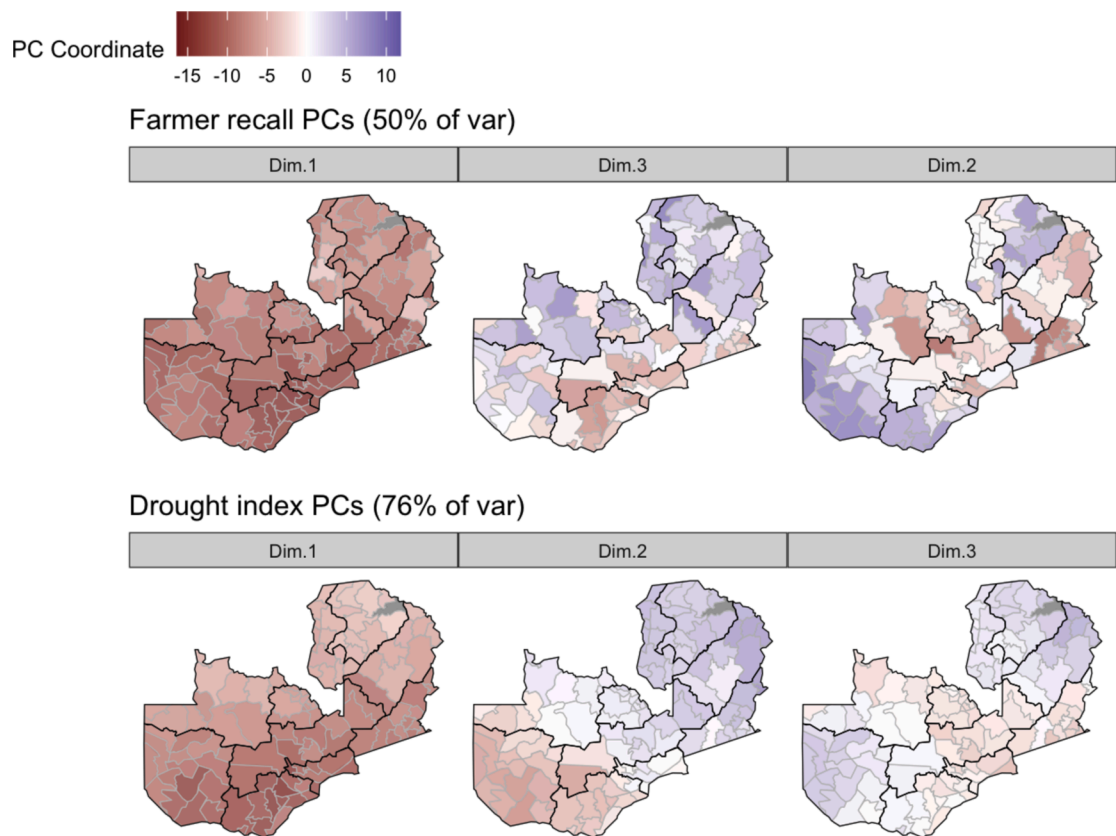 PC Coordinate
-15 -10 -5 0 5 10
Farmer recall PCs (50% of var)
Dim.1 Dim.3 Dim.2
Drought index PCs (76% of var)
Dim.1 Dim.2 Dim.3